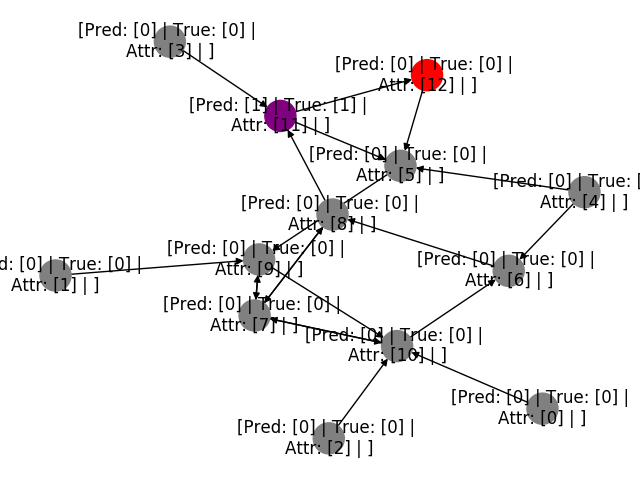 [Pred: [0] | True: [0] |
Attr: [3] | ]
[Pred: [0] | True: [0] |
Attr: [12] | ]
[Pred: [1] | True: [1] |
Attr: [11] | ]
[Pred: [0] | True: [0] |
Attr: [5] | ]
[Pred: [0] | True: [
Attr: [4] | ]
[Pred: [0] | True: [0] |
Attr: [8] | ]
[Pred: [0] | True: [0] |
Attr: [9] | ]
d: [0] | True: [0] |
Attr: [1] | ]
[Pred: [0] | True: [0] |
Attr: [6] | ]
[Pred: [0] | True: [0] |
Attr: [7] | ]
[Pred: [0] | True: [0] |
Attr: [10] | ]
[Pred: [0] | True: [0] |
Attr: [0] | ]
[Pred: [0] | True: [0] |
Attr: [2] | ]